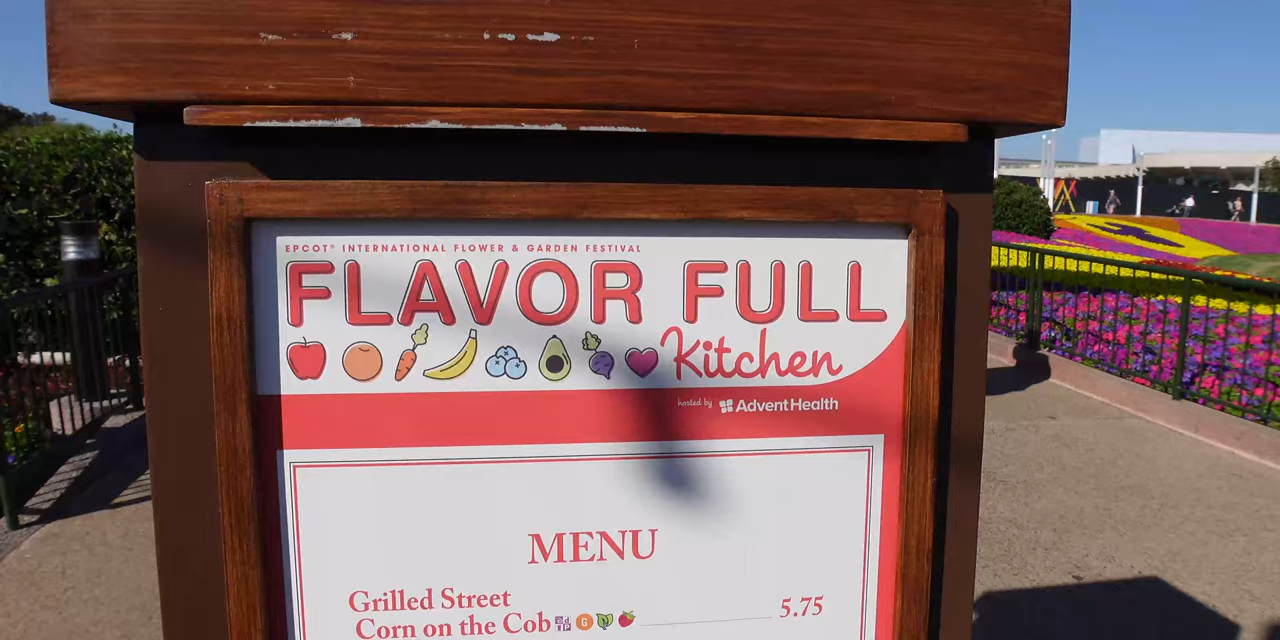 EPCOT® INTERNATIONAL FLOWER & GARDEN FESTIVAL
FLAVOR FULL
Kitchen
hosted by AdventHealth
MENU
Grilled Street
Corn on the Cob 5.75